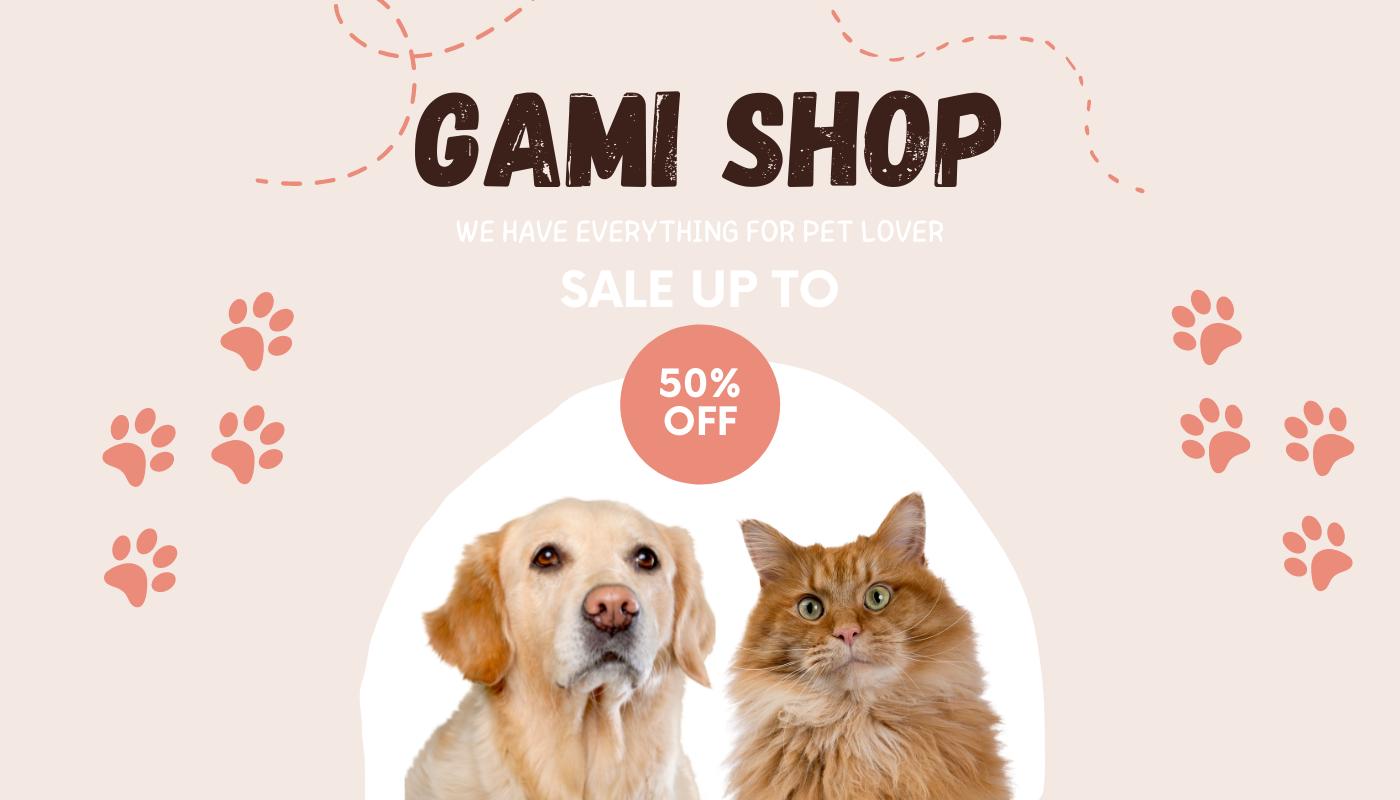 GAMI SHOP
WE HAVE EVERYTHING FOR PET LOVER
SALE UP TO
50%
OFF